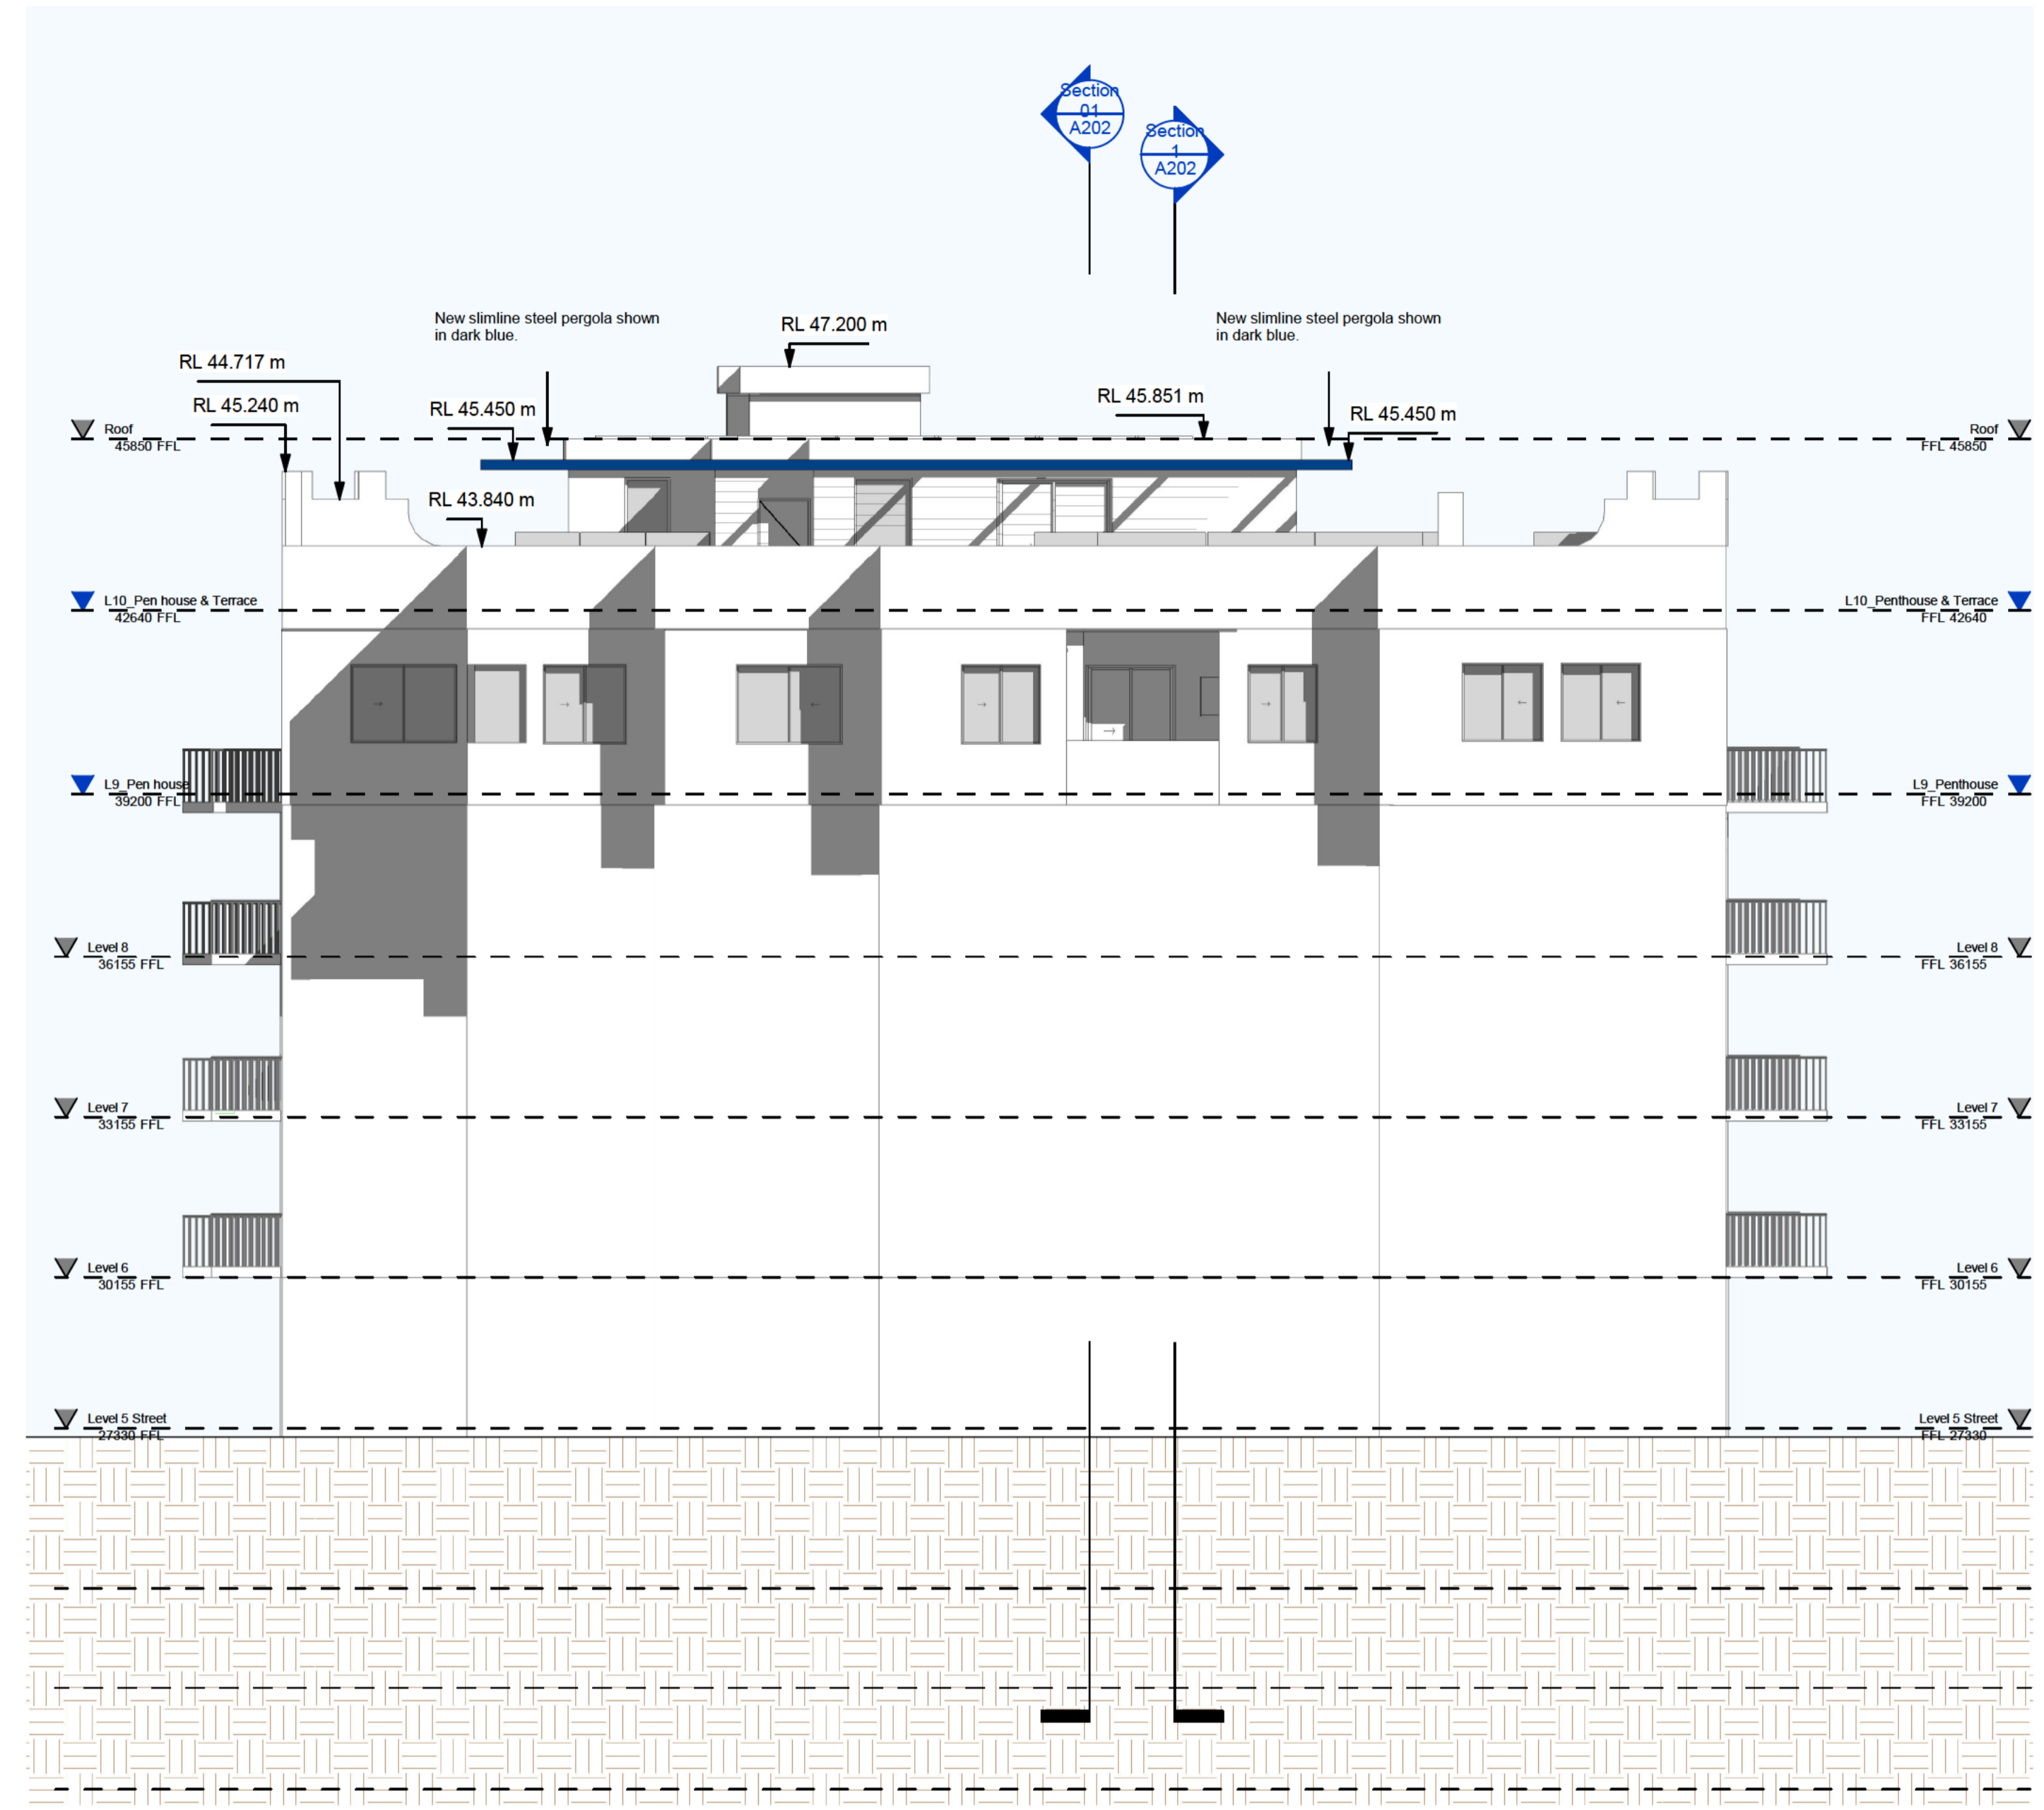 Section
01
A202
Section
1
A202
New slimline steel pergola shown
in dark blue.
RL 47.200 m
New slimline steel pergola shown
in dark blue.
RL 44.717 m
RL 45.240 m
RL 45.450 m
RL 45.851 m
RL 45.450 m
Roof
45850 FFL
Roof
FFL 45850
RL 43.840 m
L10_Pen house & Terrace
42640 FFL
L10_Penthouse & Terrace
FFL 42640
L9_Pen house
39200 FFL
L9_Penthouse
FFL 39200
Level 8
36155 FFL
Level 8
FFL 36155
Level 7
33155 FFL
Level 7
FFL 33155
Level 6
30155 FFL
Level 6
FFL 30155
Level 5 Street
27330 FFL
Level 5 Street
FFL 27330